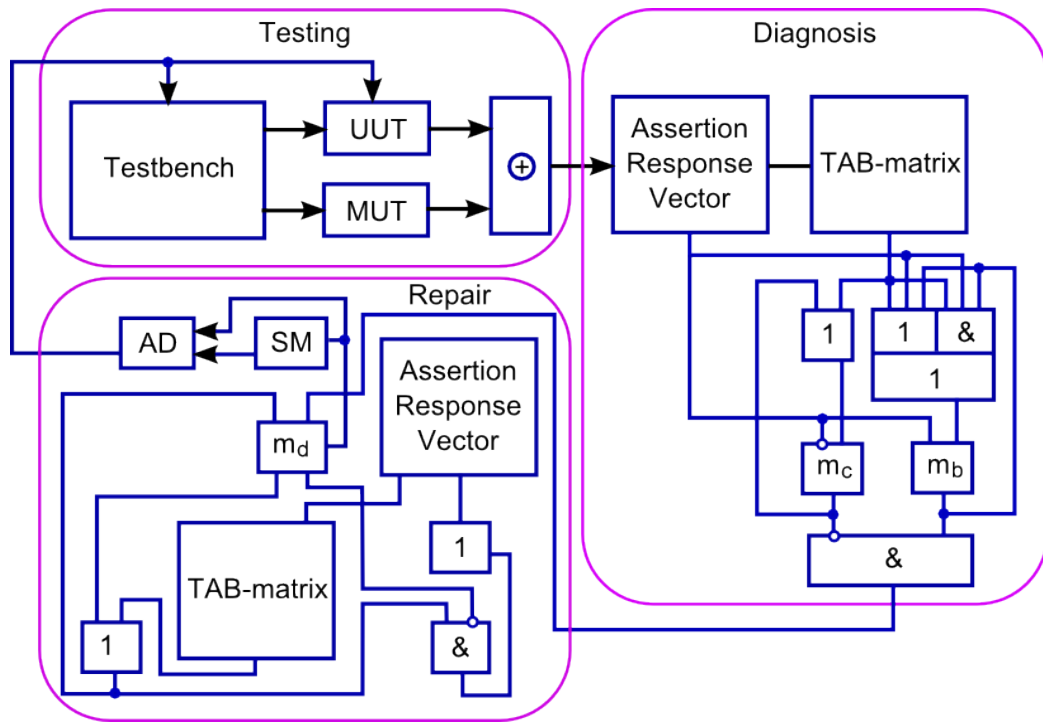 Testing
Testbench
UUT
MUT
+
Diagnosis
Assertion
Response
Vector
TAB-matrix
1
1
&
1
m_c
m_b
&
Repair
AD
SM
Assertion
Response
Vector
m_d
1
TAB-matrix
1
&